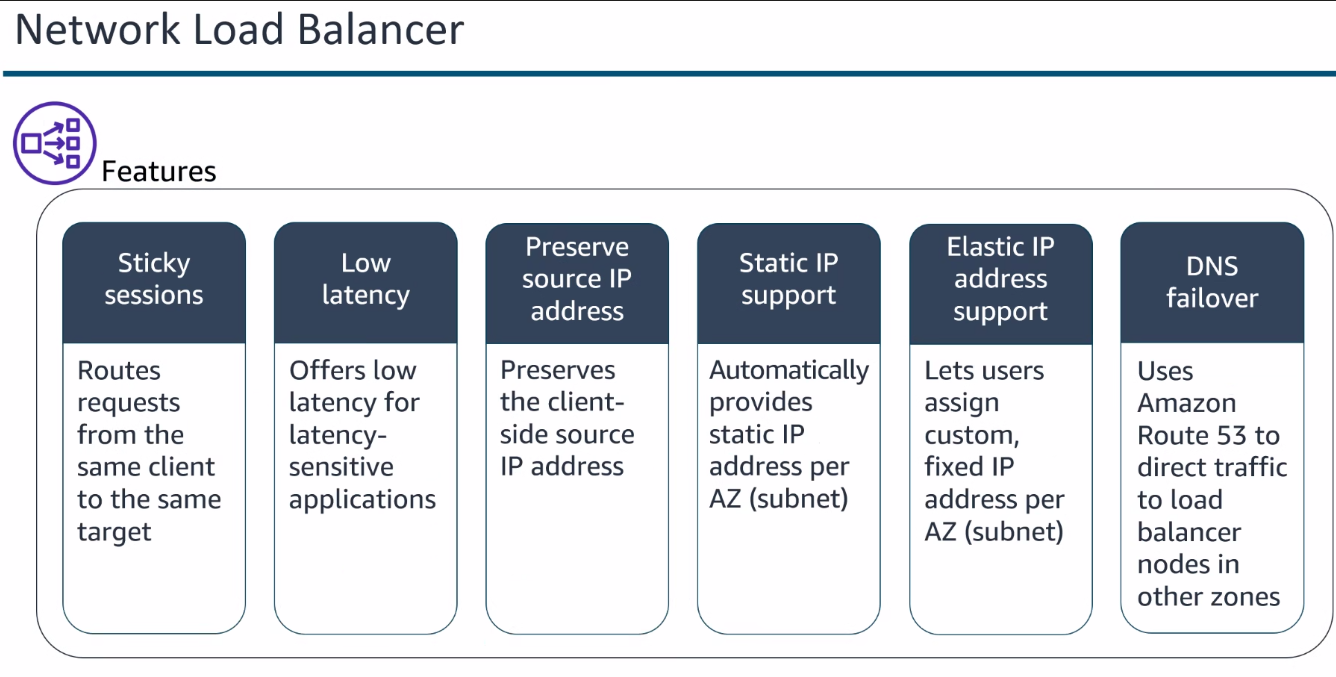 Network Load Balancer
Features
Sticky
sessions
Routes
requests
from the
same client
to the same
target
Low
latency
Offers low
latency for
latency-
sensitive
applications
Preserve
source IP
address
Preserves
the client-
side source
IP address
Static IP
support
Automatically
provides
static IP
address per
AZ (subnet)
Elastic IP
address
support
Lets users
assign
custom,
fixed IP
address per
AZ (subnet)
DNS
failover
Uses
Amazon
Route 53 to
direct traffic
to load
balancer
nodes in
other zones